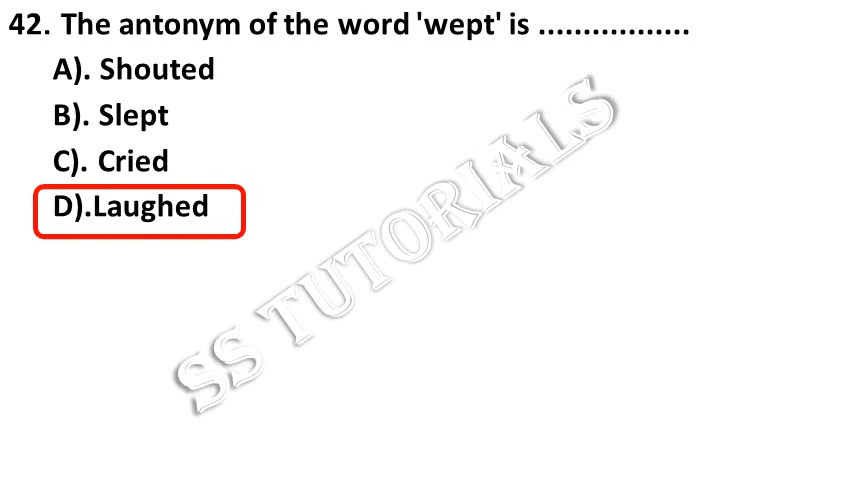 42. The antonym of the word 'wept' is .................
A). Shouted
B). Slept
C). Cried
D).Laughed
SS TUTORIALS